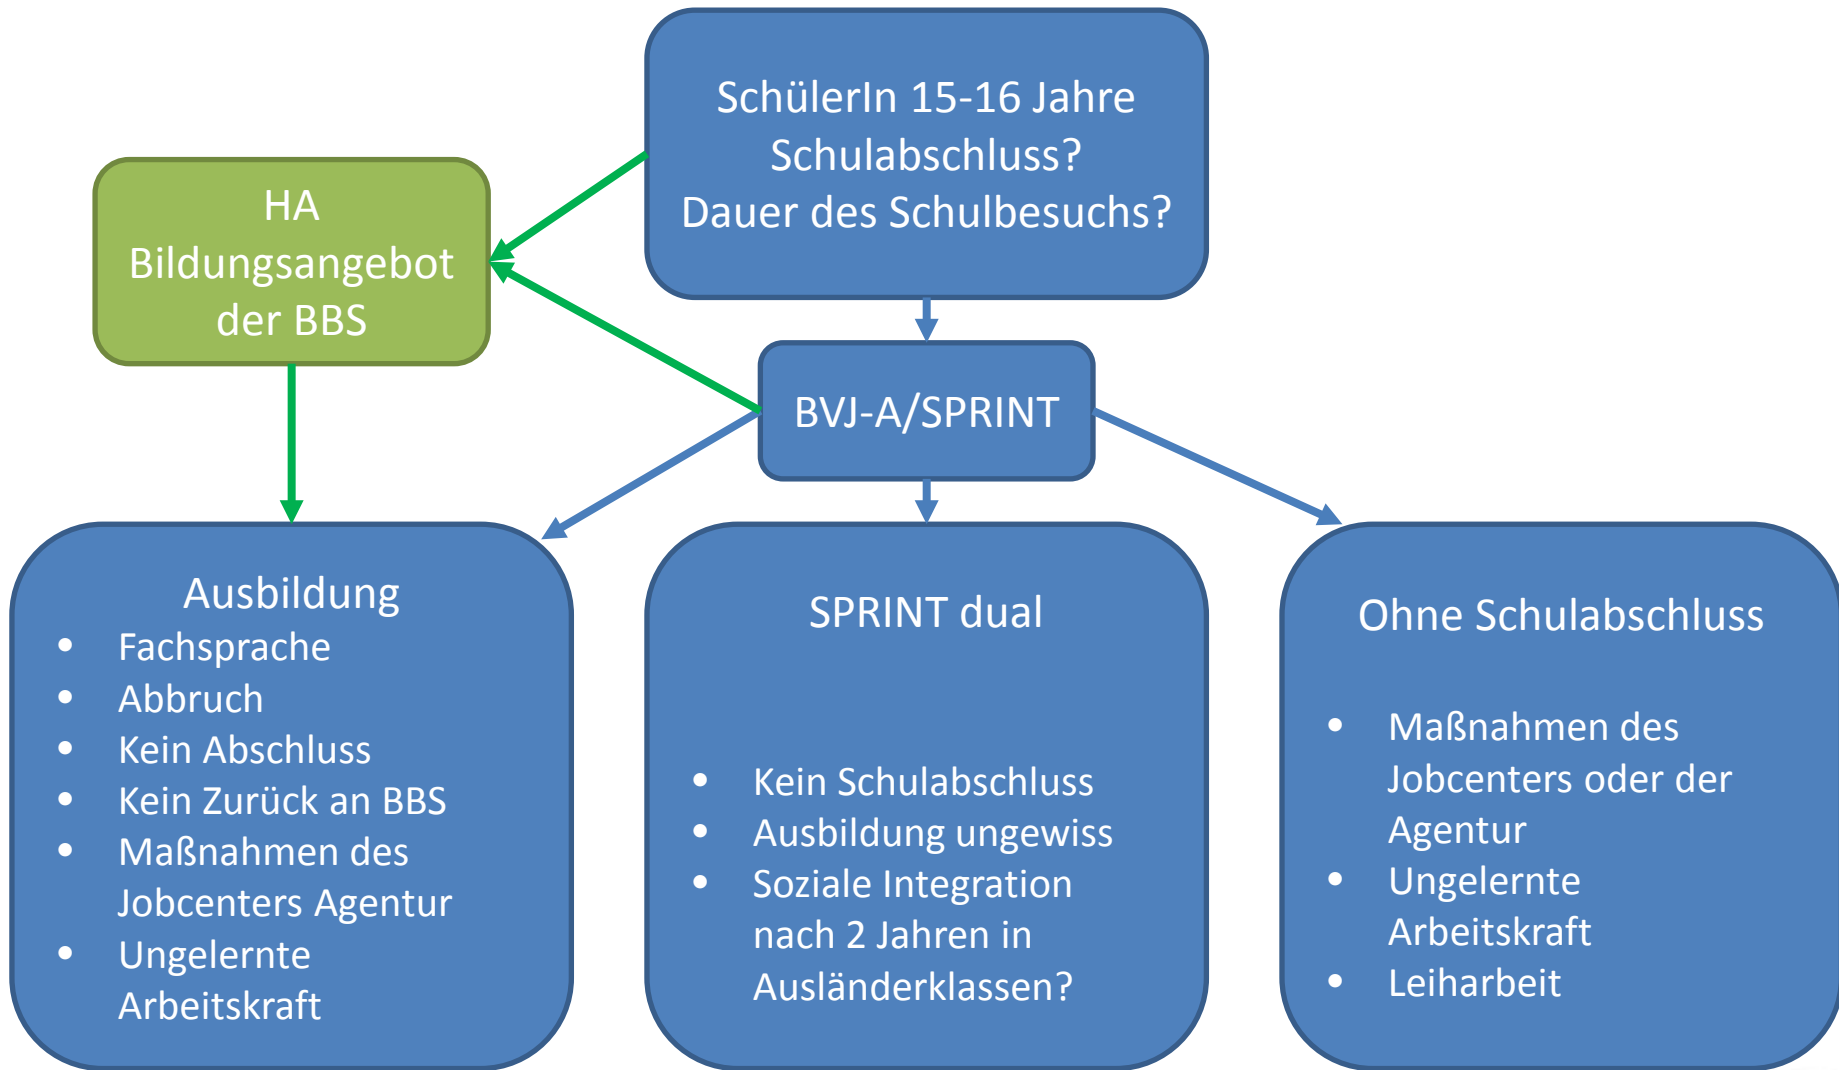 SchülerIn 15-16 Jahre
Schulabschluss?
Dauer des Schulbesuchs?
HA
Bildungsangebot
der BBS
BVJ-A/SPRINT
Ausbildung
• Fachsprache
• Abbruch
• Kein Abschluss
• Kein Zurück an BBS
• Maßnahmen des
Jobcenters Agentur
• Ungelernte
Arbeitskraft
SPRINT dual
• Kein Schulabschluss
• Ausbildung ungewiss
• Soziale Integration
nach 2 Jahren in
Ausländerklassen?
Ohne Schulabschluss
• Maßnahmen des
Jobcenters oder der
Agentur
• Ungelernte
Arbeitskraft
• Leiharbeit